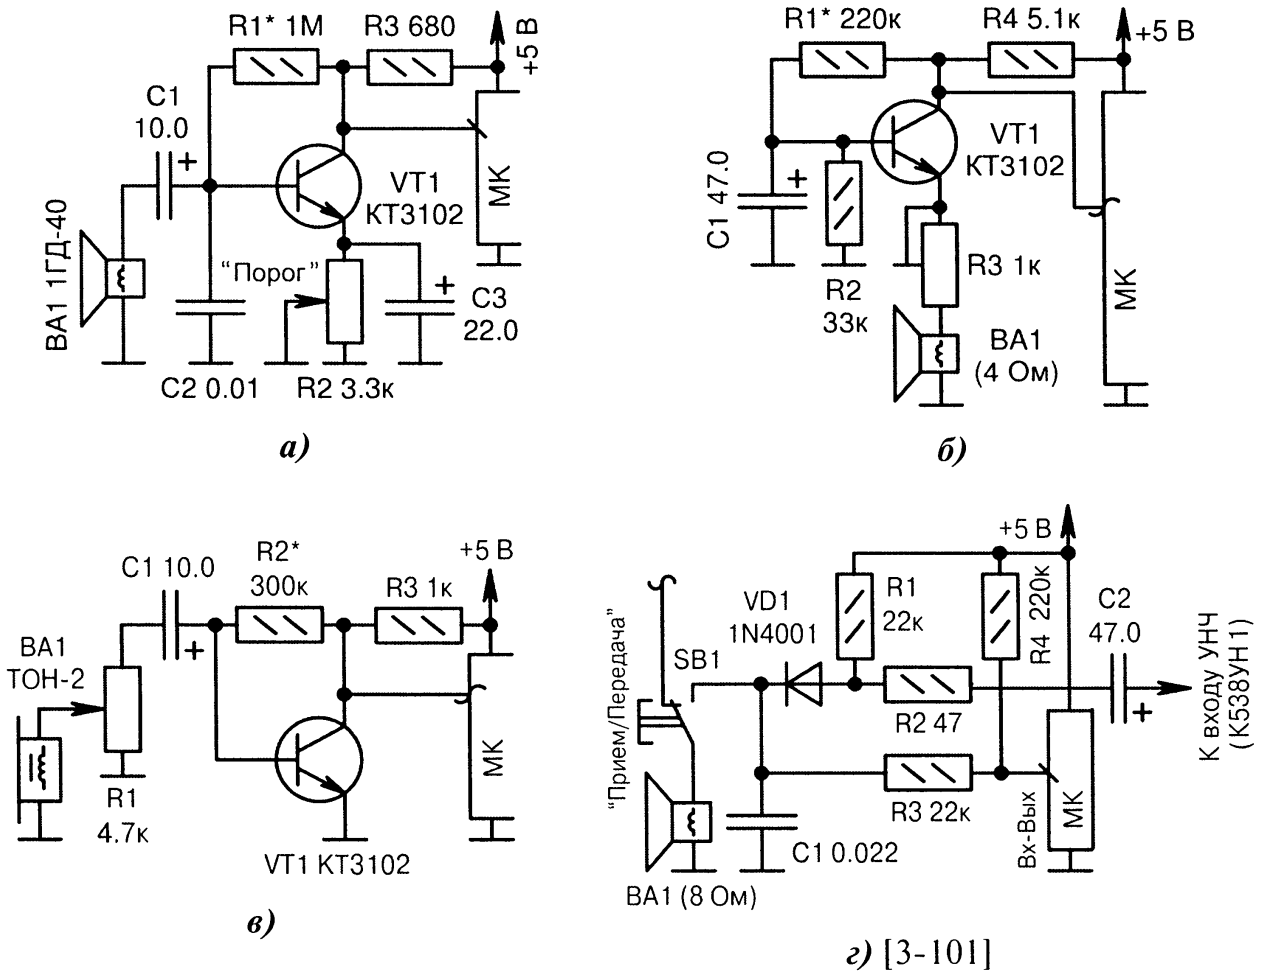 R1* 1М
R3 680
+5 В
C1
10.0
+
VT1
КТ3102
МК
ВА1 1ГД-40
“Порог”
+
C3
22.0
C2 0.01
R2 3.3к
а)
R1* 220к
R4 5.1к
+5 В
VT1
КТ3102
C1 47.0
+
R2
33к
R3 1к
МК
ВА1
(4 Ом)
б)
C1 10.0
R2*
300к
+5 В
R3 1к
+
ВА1
ТОН-2
МК
R1
4.7к
VT1 КТ3102
в)
+5 В
“Прием/Передача”
SB1
VD1
1N4001
R1
22к
R4 220к
C2
47.0
R2 47
+
К входу УНЧ
(К538УН1)
R3 22к
Вх-Вых
МК
C1 0.022
ВА1 (8 Ом)
г) [3-101]